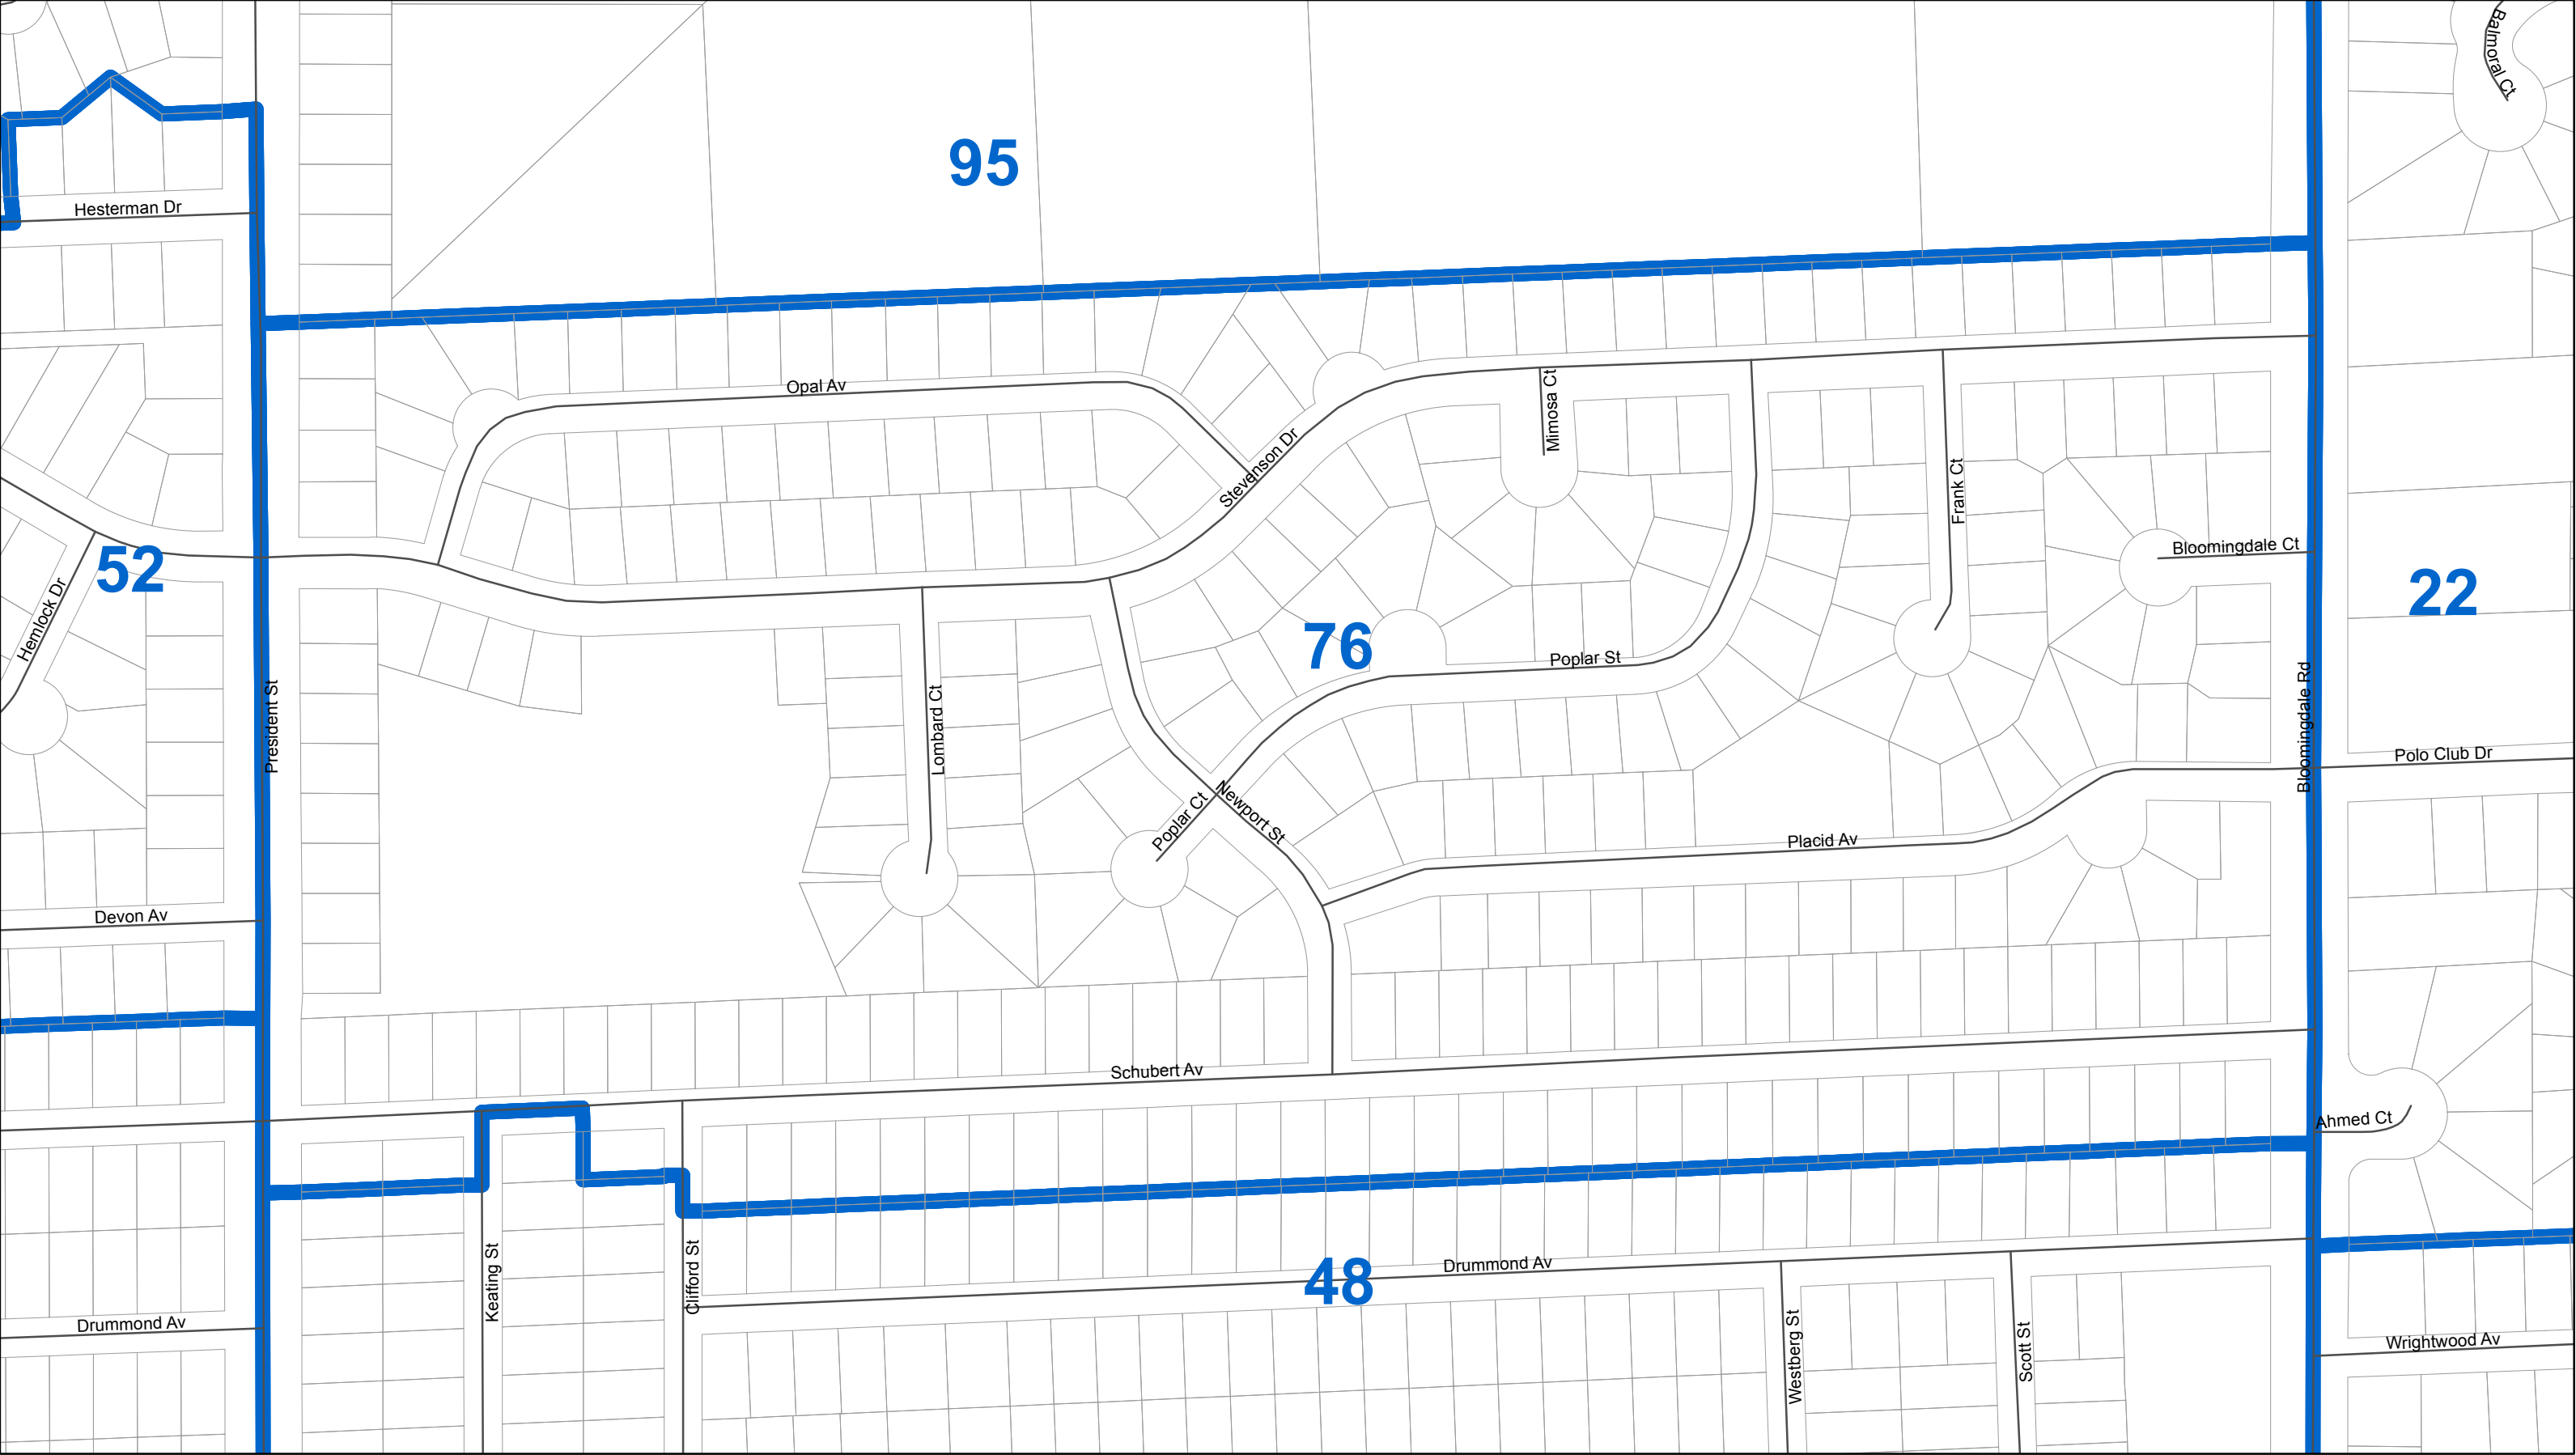 Balmoral Ct
95
Hesterman Dr
Opal Av
Mimosa Ct
Stevenson Dr
Frank Ct
Bloomingdale Ct
52
22
Hemlock Dr
76
Poplar St
President St
Lombard Ct
Bloomingdale Rd
Polo Club Dr
Newport St
Poplar Ct
Placid Av
Devon Av
Schubert Av
Ahmed Ct
Keating St
Clifford St
Drummond Av
48
Drummond Av
Westberg St
Scott St
Wrightwood Av